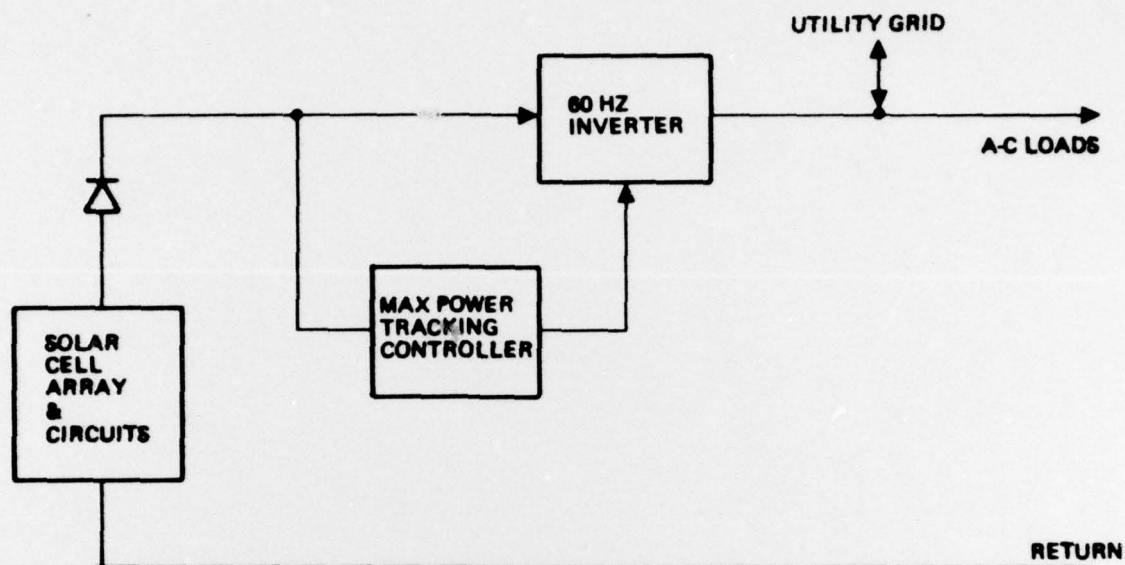 UTILITY GRID
60 HZ
INVERTER
A-C LOADS
MAX POWER
TRACKING
CONTROLLER
SOLAR
CELL
ARRAY
&
CIRCUITS
RETURN